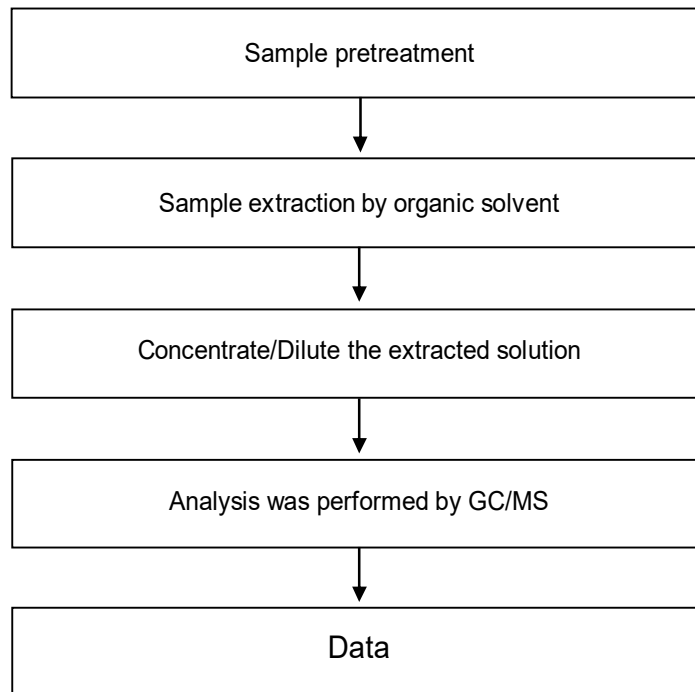 Sample pretreatment
Sample extraction by organic solvent
Concentrate/Dilute the extracted solution
Analysis was performed by GC/MS
Data